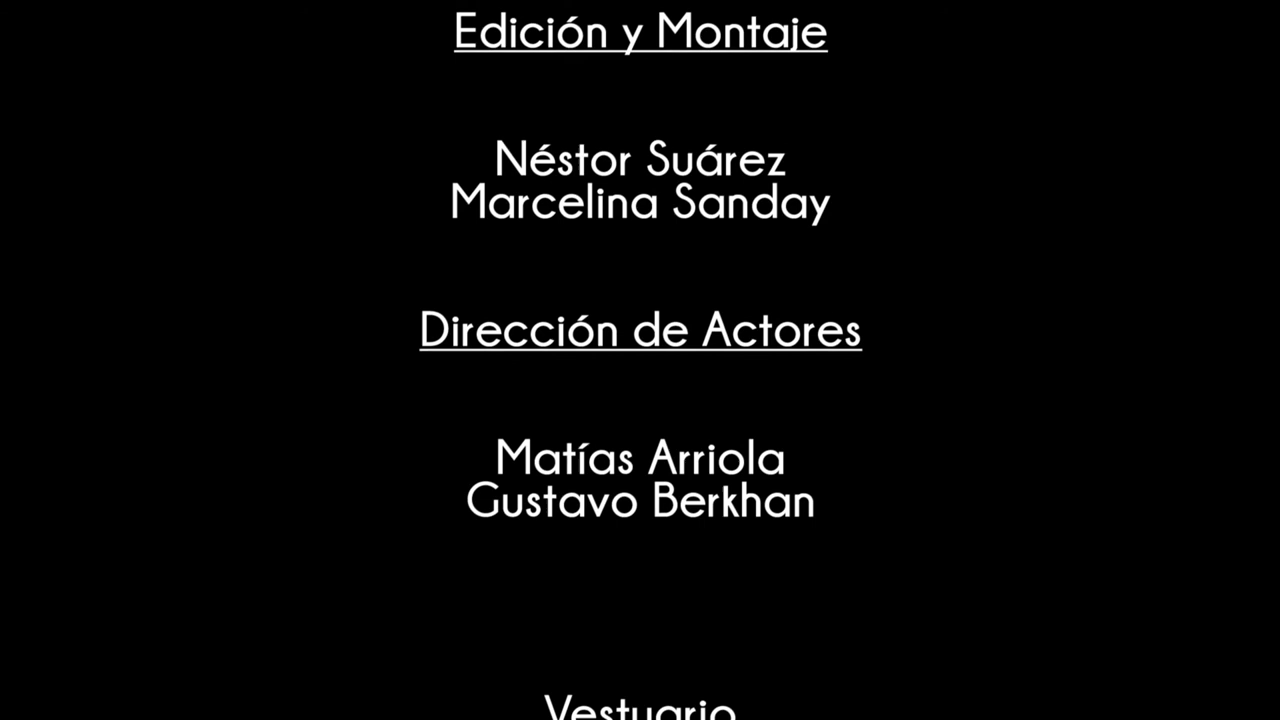 Edición y Montaje
Néstor Suárez
Marcelina Sanday
Dirección de Actores
Matías Arriola
Gustavo Berkhan
Vestuario